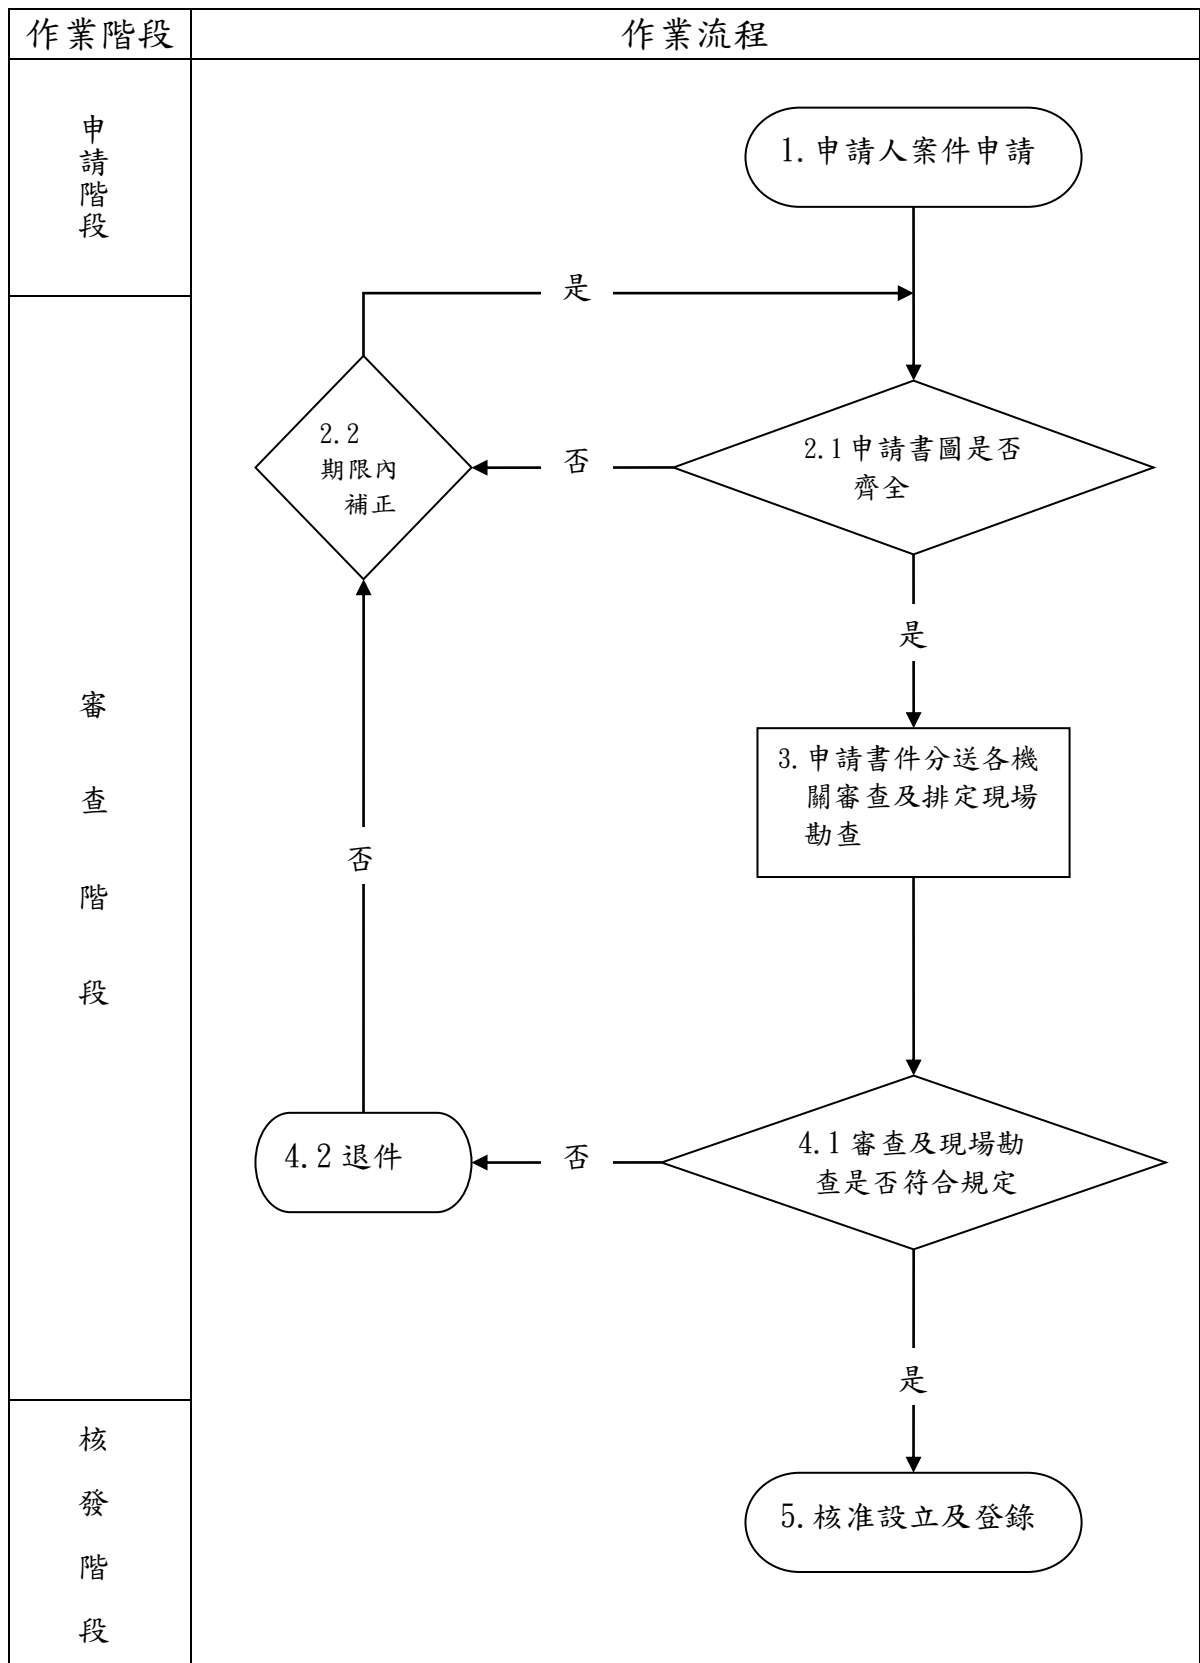 作業階段
作業流程
申請階段
1.申請人案件申請
是
2.2
期限內
補正
否
2.1申請書圖是否
齊全
是
審查階段
3.申請書件分送各機
關審查及排定現場
勘查
否
4.2退件
否
4.1審查及現場勘
查是否符合規定
是
核發階段
5.核准設立及登錄